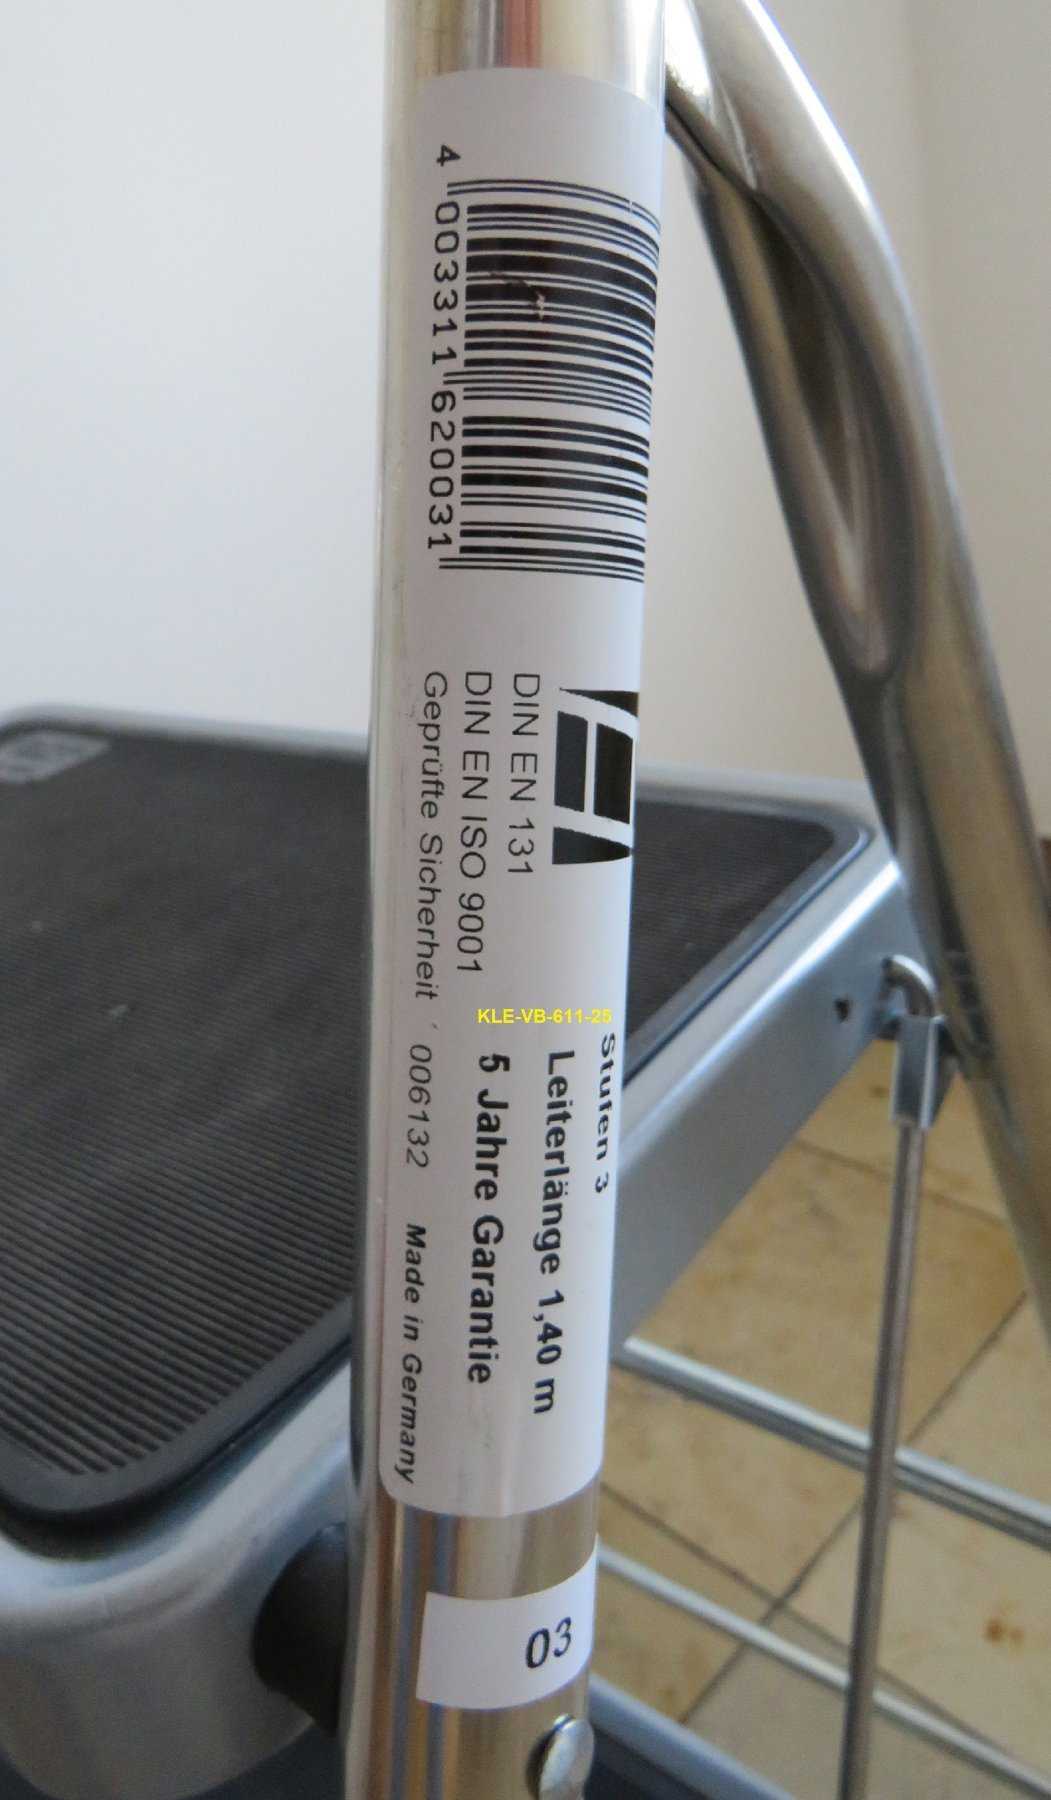 4 003311 620031
DIN EN 131
DIN EN ISO 9001
Geprüfte Sicherheit ' 006132 Made in Germany
Stufen 3
Leiterlänge 1,40 m
5 Jahre Garantie
KLE-VB-611-25
03